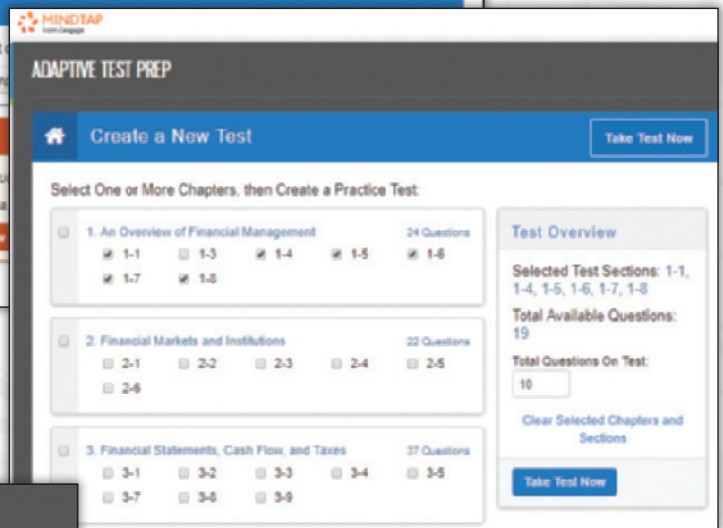 MINDTAP
From Cengage
ADAPTIVE TEST PREP
Create a New Test
Take Test Now
Select One or More Chapters, then Create a Practice Test
1. An Overview of Financial Management
24 Questions
1-1 1-3 1-4 1-5 1-6
1-7 1-8
2. Financial Markets and Institutions
22 Questions
2-1 2-2 2-3 2-4 2-5
2-6
3. Financial Statements, Cash Flow, and Taxes
37 Questions
3-1 3-2 3-3 3-4 3-5
3-7 3-8 3-9
Test Overview
Selected Test Sections: 1-1,
1-4, 1-5, 1-6, 1-7, 1-8
Total Available Questions:
19
Total Questions On Test:
10
Clear Selected Chapters and
Sections
Take Test Now